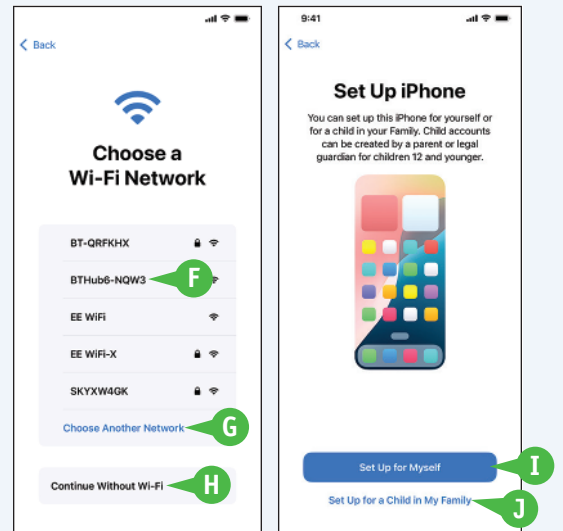 Back
Choose a
Wi-Fi Network
BT-QRFKHX
BTHub6-NQW3
F
EE WiFi
EE WiFi-X
SKYXW4GK
Choose Another Network
G
Continue Without Wi-Fi
H
9:41
Back
Set Up iPhone
You can set up this iPhone for yourself or
for a child in your Family. Child accounts
can be created by a parent or legal
guardian for children 12 and younger.
Set Up for Myself
I
Set Up for a Child in My Family
J